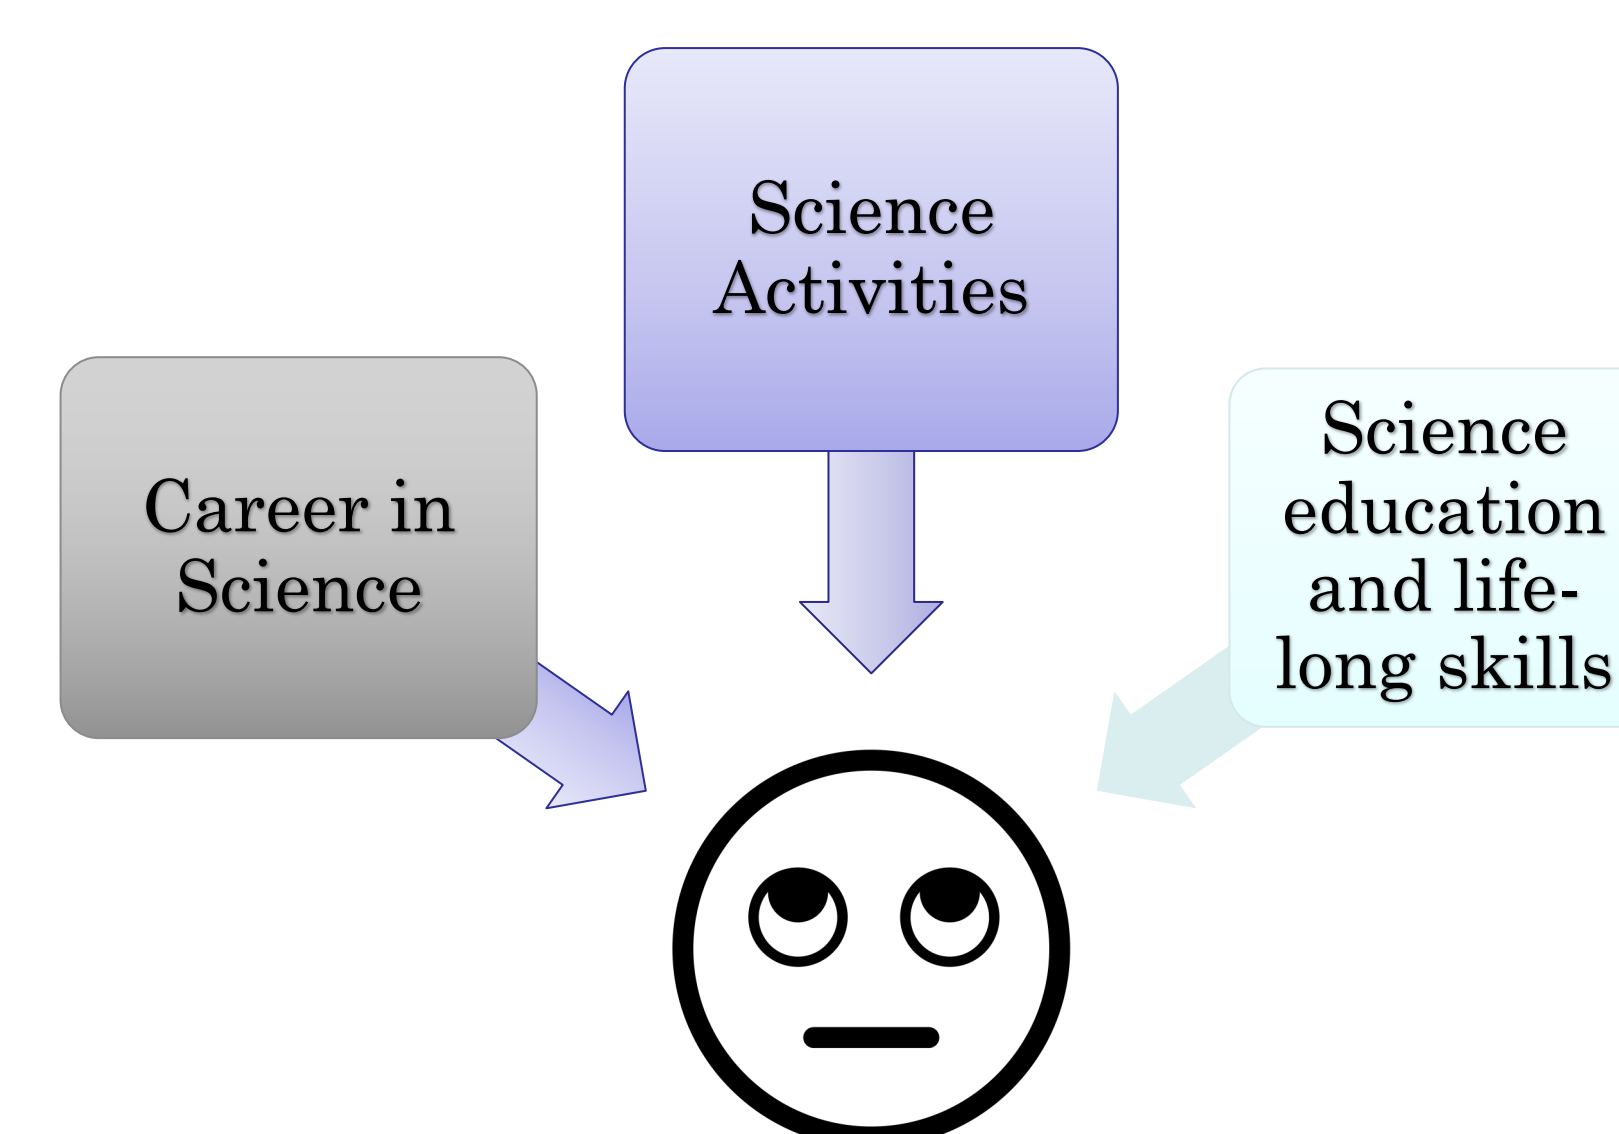 Science
Activities
Career in
Science
Science
education
and life-
long skills